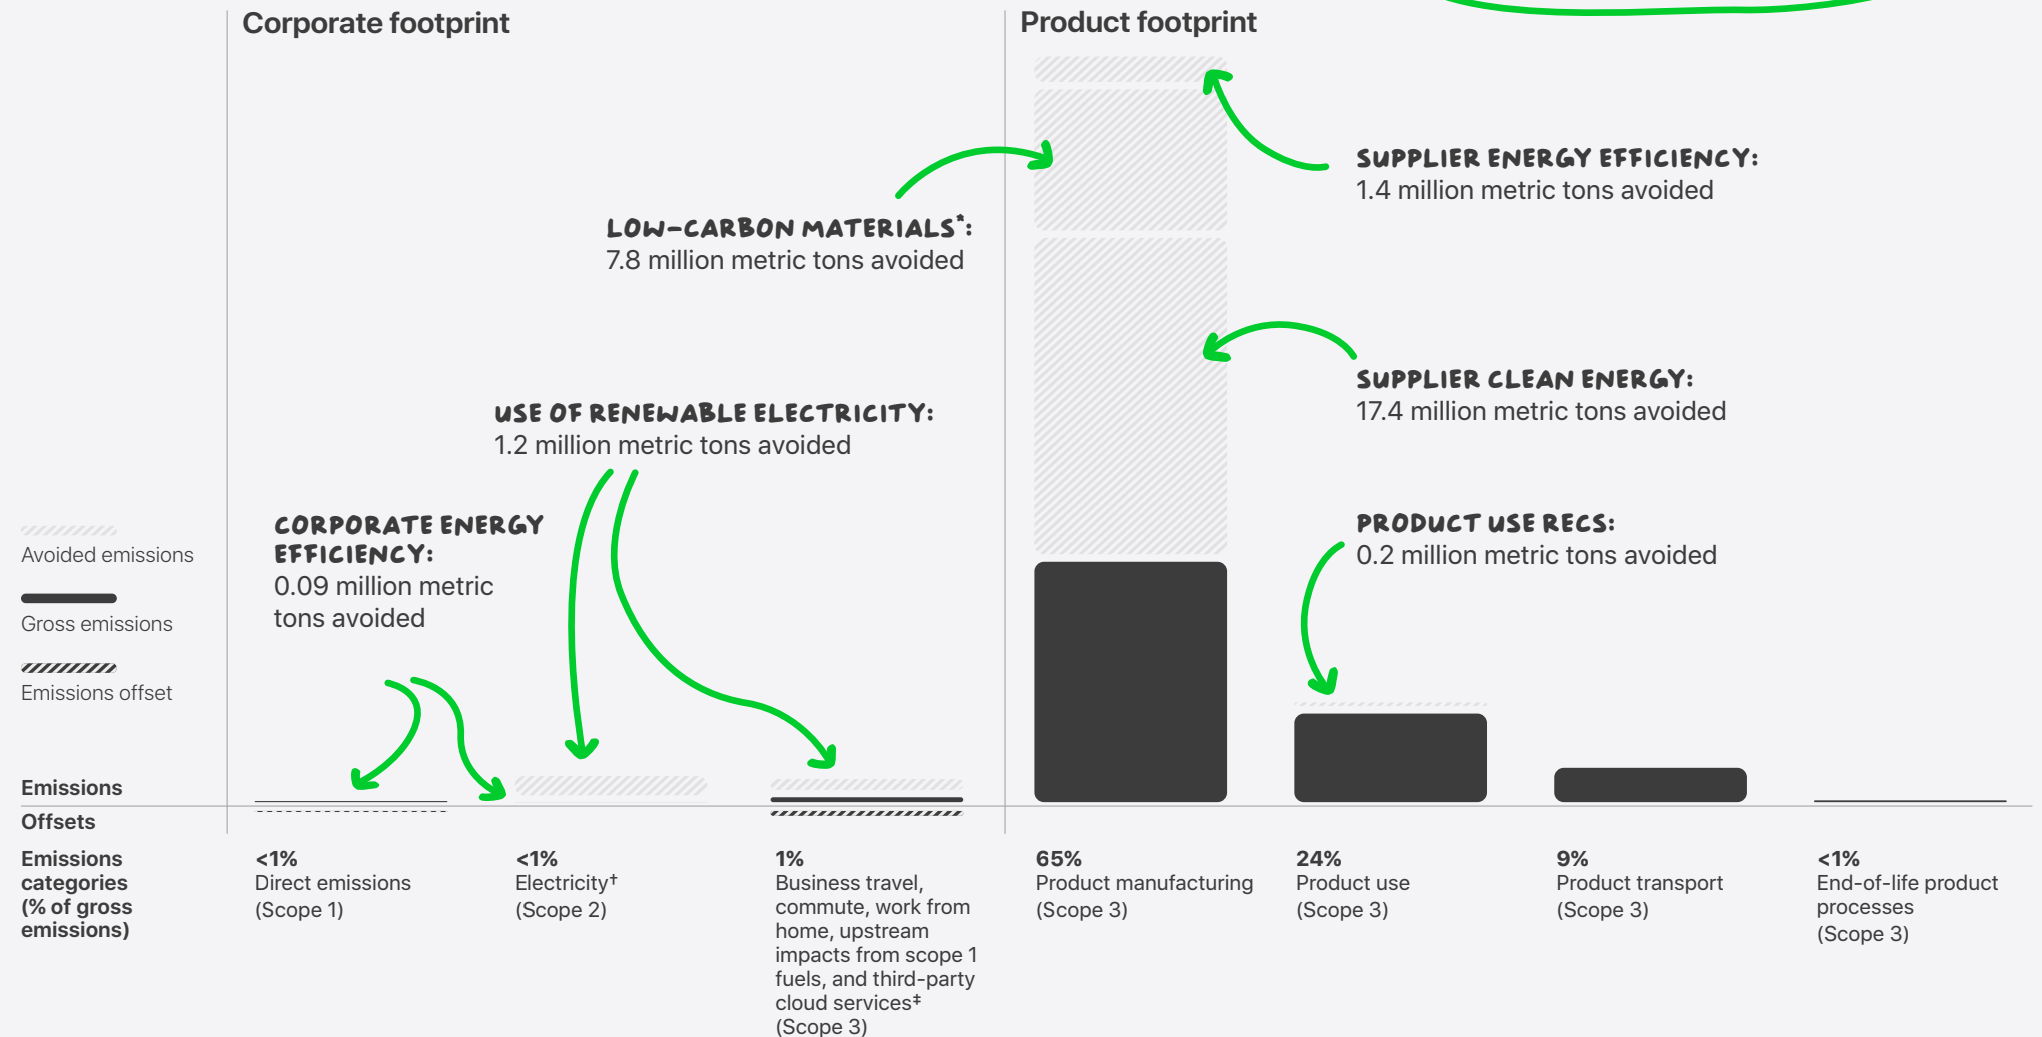 Corporate footprint
Product footprint
SUPPLIER ENERGY EFFICIENCY:
1.4 million metric tons avoided
LOW-CARBON MATERIALS*:
7.8 million metric tons avoided
SUPPLIER CLEAN ENERGY:
17.4 million metric tons avoided
USE OF RENEWABLE ELECTRICITY:
1.2 million metric tons avoided
CORPORATE ENERGY
EFFICIENCY:
0.09 million metric
tons avoided
PRODUCT USE RECS:
0.2 million metric tons avoided
Avoided emissions
Gross emissions
Emissions offset
Emissions
Offsets
Emissions
categories
(% of gross
emissions)
<1%
Direct emissions
(Scope 1)
<1%
Electricity†
(Scope 2)
1%
Business travel,
commute, work from
home, upstream
impacts from scope 1
fuels, and third-party
cloud services‡
(Scope 3)
65%
Product manufacturing
(Scope 3)
24%
Product use
(Scope 3)
9%
Product transport
(Scope 3)
<1%
End-of-life product
processes
(Scope 3)